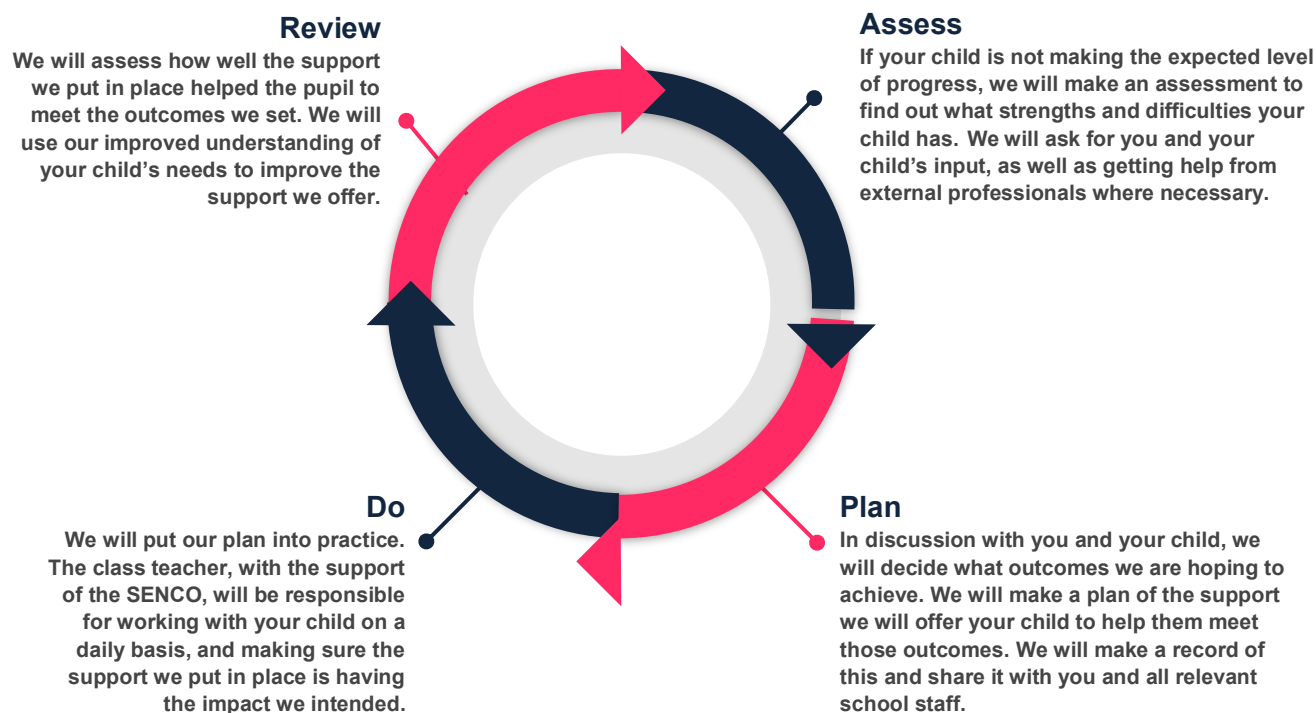 Review
We will assess how well the support
we put in place helped the pupil to
meet the outcomes we set. We will
use our improved understanding of
your child’s needs to improve the
support we offer.
Assess
If your child is not making the expected level
of progress, we will make an assessment to
find out what strengths and difficulties your
child has. We will ask for you and your
child’s input, as well as getting help from
external professionals where necessary.
Do
We will put our plan into practice.
The class teacher, with the support
of the SENCO, will be responsible
for working with your child on a
daily basis, and making sure the
support we put in place is having
the impact we intended.
Plan
In discussion with you and your child, we
will decide what outcomes we are hoping to
achieve. We will make a plan of the support
we will offer your child to help them meet
those outcomes. We will make a record of
this and share it with you and all relevant
school staff.